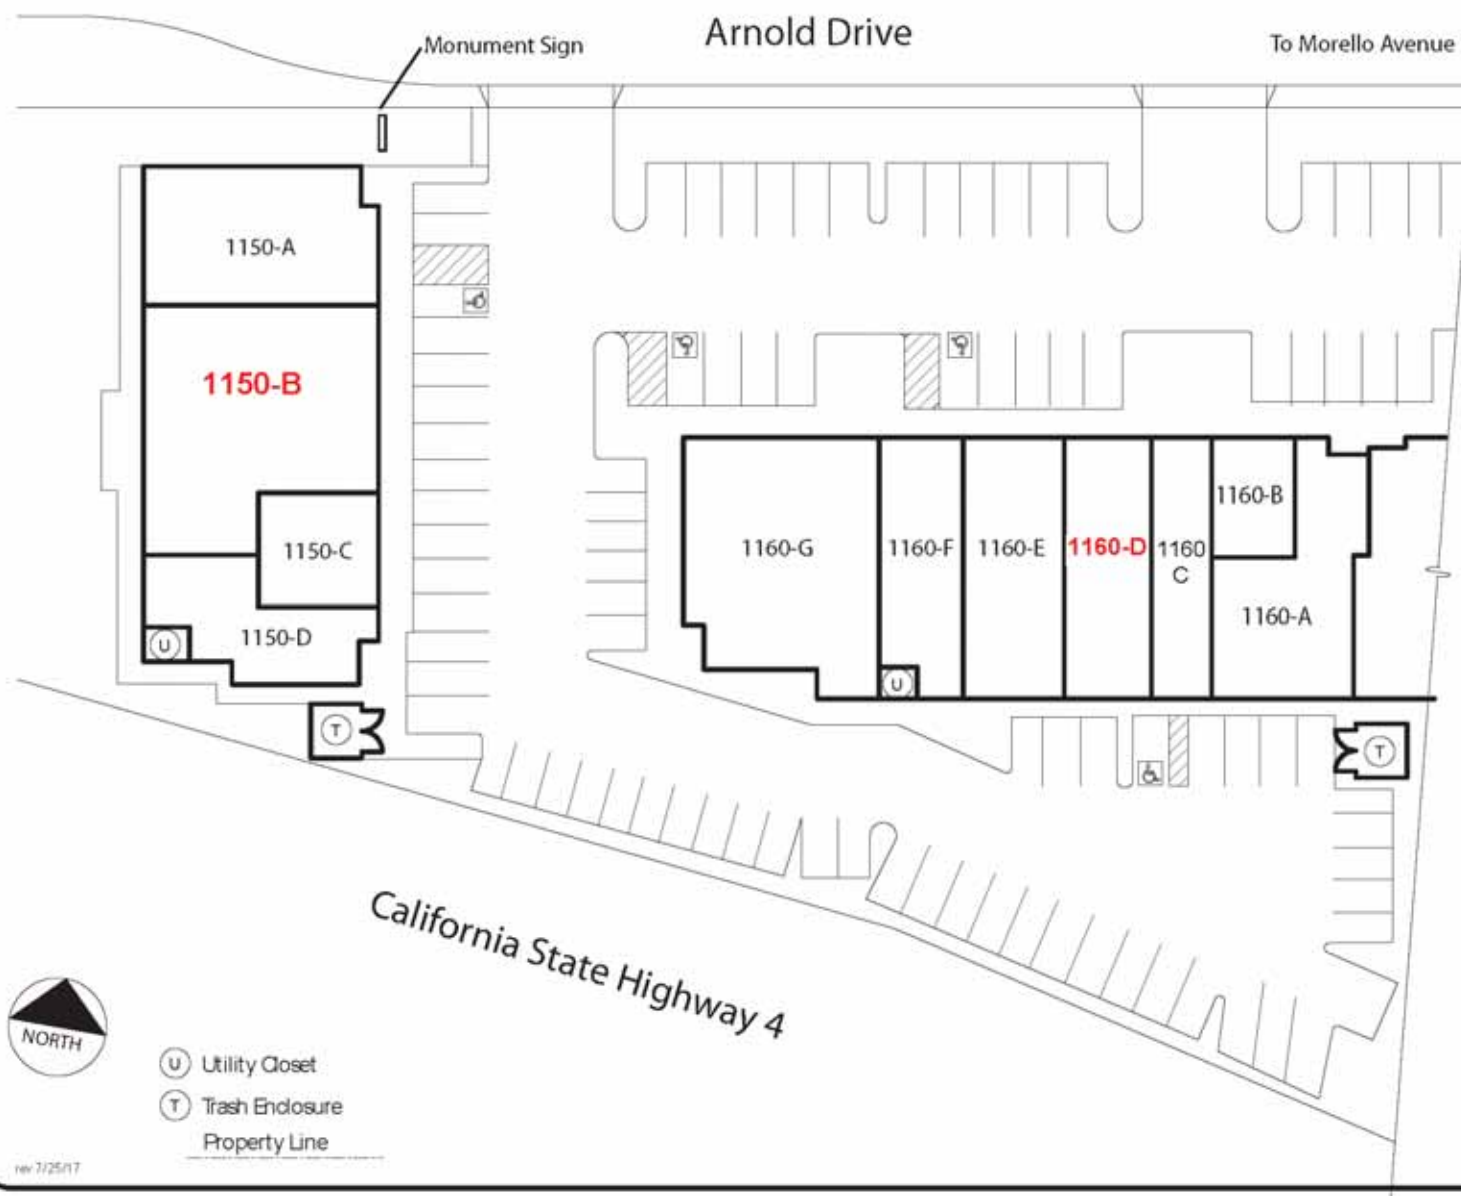 Arnold Drive
Monument Sign
To Morello Avenue
1150-A
1150-B
1150-C
1150-D
U
T
1160-G
1160-F
1160-E
1160-D
1160
C
1160-B
1160-A
U
T
California State Highway 4
NORTH
U Utility Closet
T Trash Enclosure
Property Line
rev 7/25/17